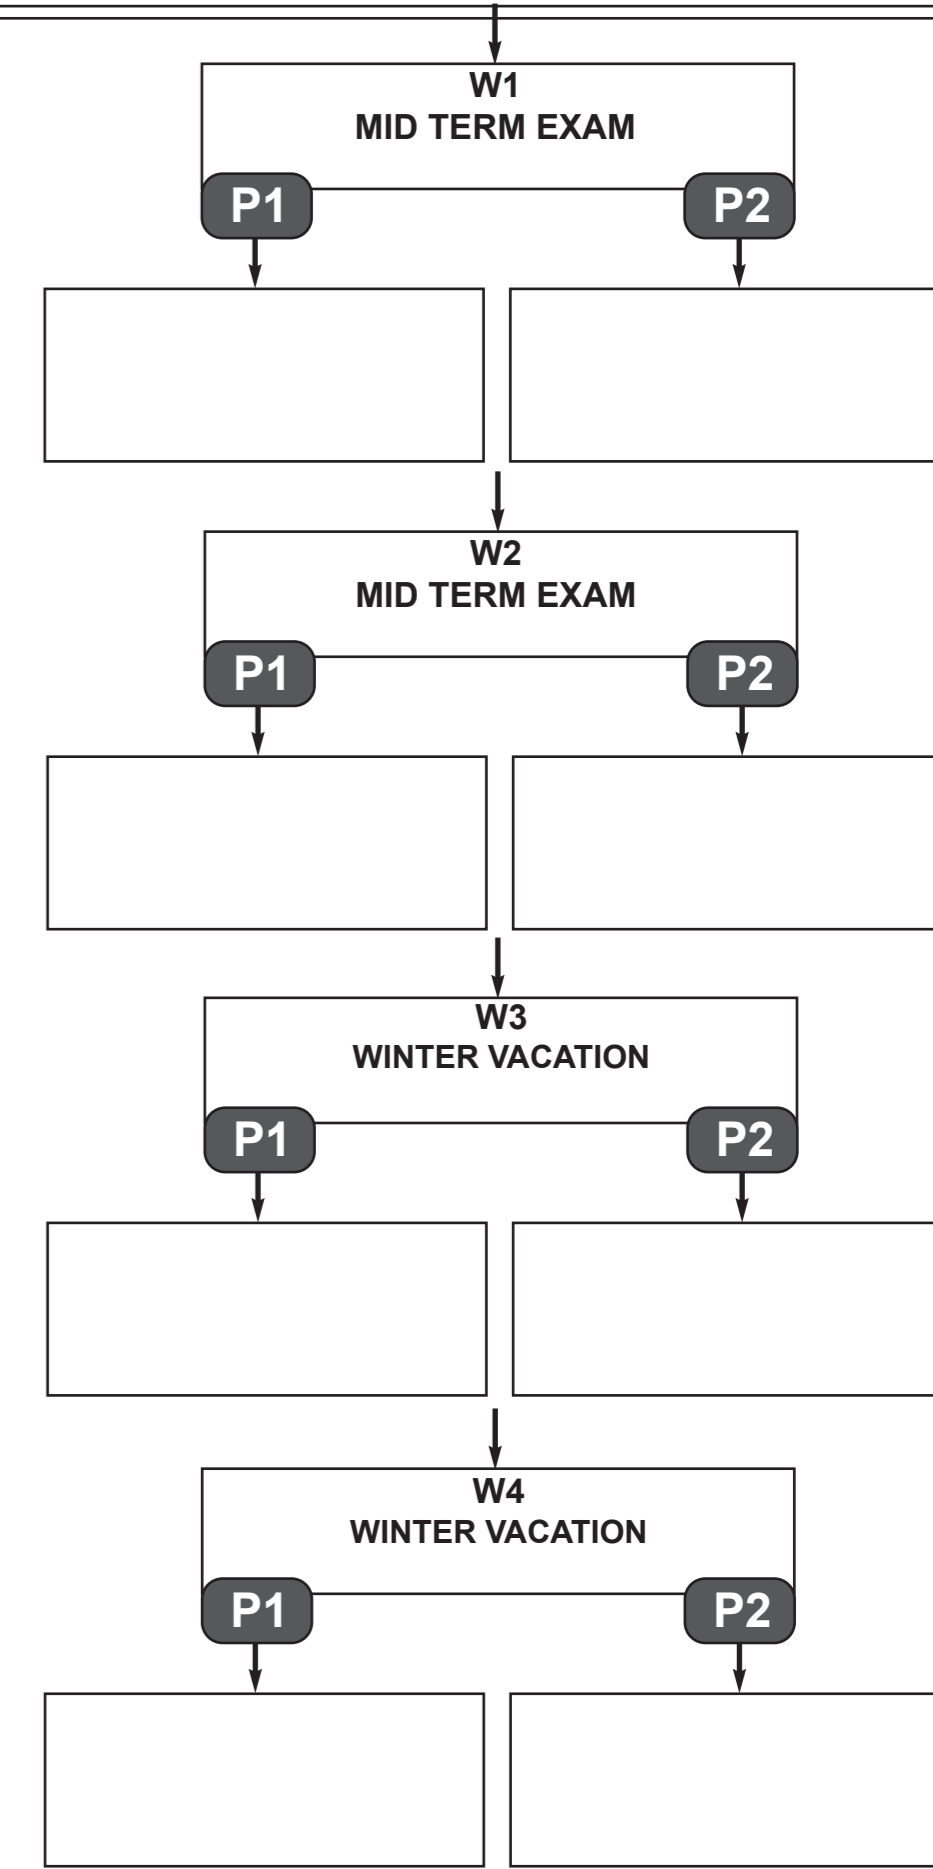 W1
MID TERM EXAM
P1 P2
W2
MID TERM EXAM
P1 P2
W3
WINTER VACATION
P1 P2
W4
WINTER VACATION
P1 P2